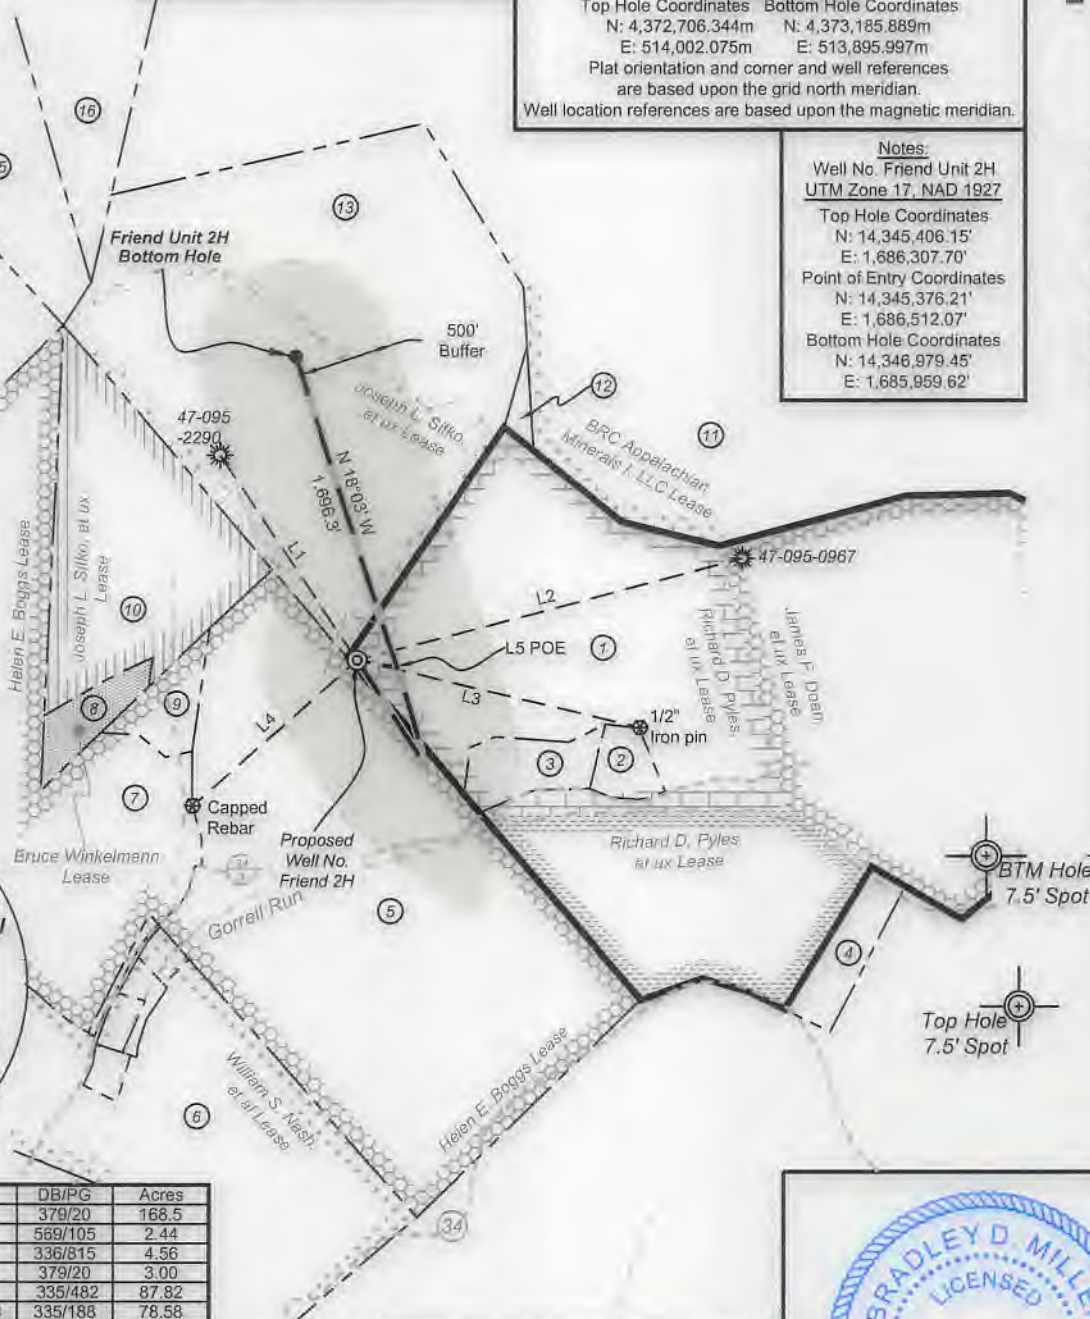 Top Hole Coordinates Bottom Hole Coordinates
N: 4,372,706.344m N: 4,373,185.889m
E: 514,002.075m E: 513,895.997m
Plat orientation and corner and well references
are based upon the grid north meridian.
Well location references are based upon the magnetic meridian.
Notes:
Well No. Friend Unit 2H
UTM Zone 17, NAD 1927
Top Hole Coordinates
N: 14,345,406.15'
E: 1,686,307.70'
Point of Entry Coordinates
N: 14,345,376.21'
E: 1,686,512.07'
Bottom Hole Coordinates
N: 14,346,979.45'
E: 1,685,959.62'
16
13
Friend Unit 2H
Bottom Hole
500'
Buffer
12
11
47-095
-2290
Joseph L. Sitko,
et ux Lease
BRC Appalachian
Minerals I, LLC Lease
N 18°03' W
1,696.3'
L1
L2
47-095-0967
Helen E. Boggs Lease
Joseph L. Sitko, et ux
Lease
10
L5 POE
1
Richard D. Pyles,
et ux Lease
James F. Deem,
et ux Lease
L3
L4
8
9
1/2"
Iron pin
3
2
7
Capped
Rebar
Bruce Winkelmann
Lease
Proposed
Well No.
Friend 2H
Richard D. Pyles,
et ux Lease
BTM Hole
7.5' Spot
Gorrell Run
5
4
Top Hole
7.5' Spot
William S. Nash,
et al Lease
Helen E. Boggs Lease
6
34
DB/PG Acres
379/20 168.5
569/105 2.44
336/815 4.56
379/20 3.00
335/482 87.82
335/188 78.58
BRADLEY D. MILLE
LICENSED